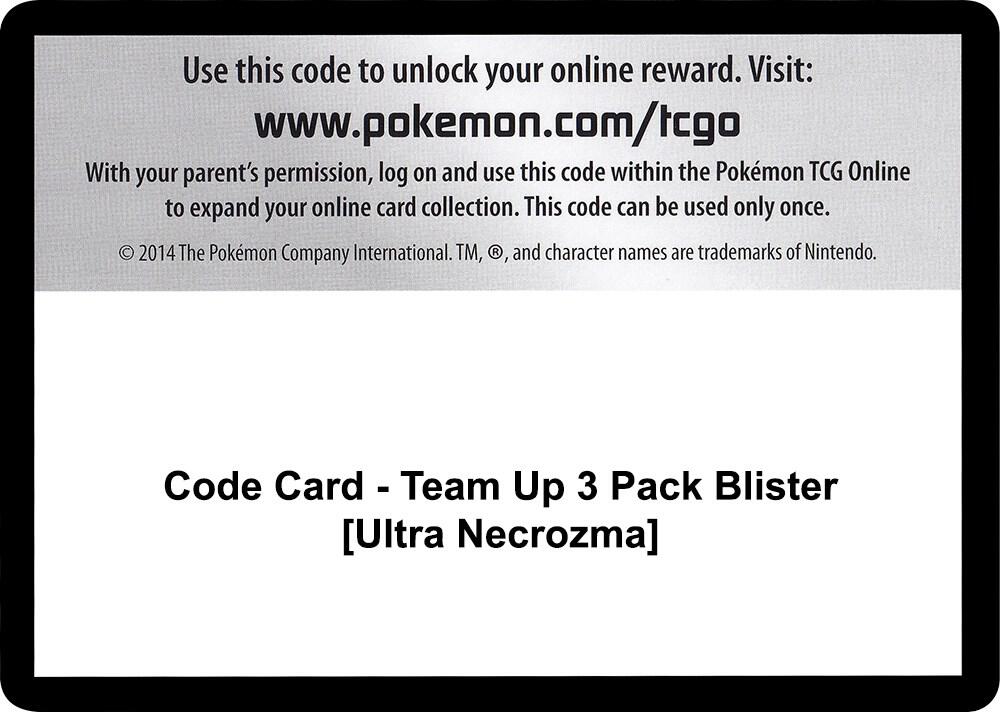 Use this code to unlock your online reward. Visit:
www.pokemon.com/tcgo
With your parent's permission, log on and use this code within the Pokémon TCG Online
to expand your online card collection. This code can be used only once.
© 2014 The Pokémon Company International. TM, ®, and character names are trademarks of Nintendo.
Code Card - Team Up 3 Pack Blister
[Ultra Necrozma]